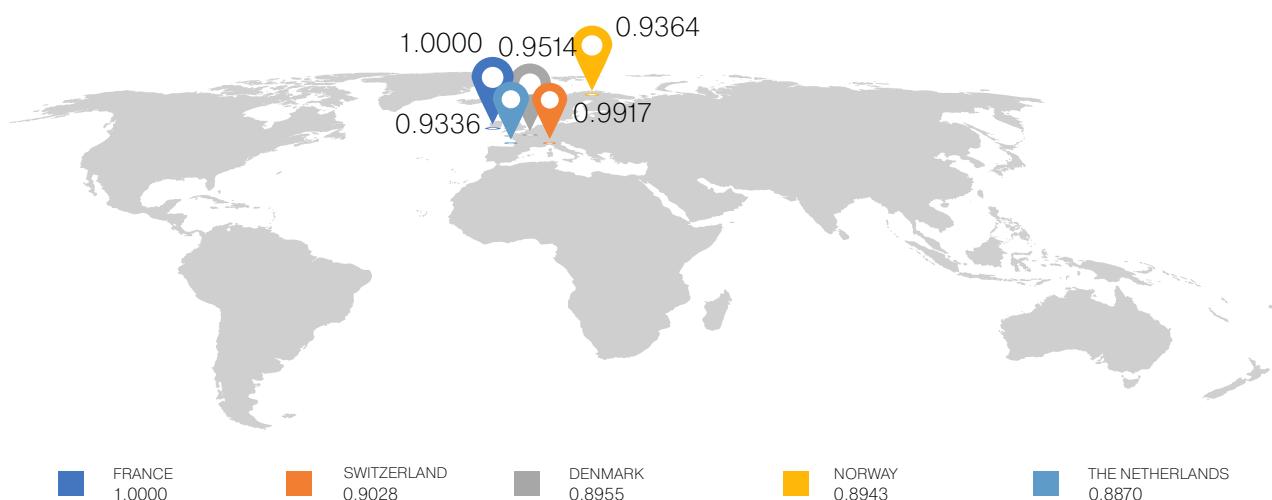 0.9364
1.0000 0.9514
0.9336 0.9917
FRANCE SWITZERLAND DENMARK NORWAY THE NETHERLANDS
1.0000 0.9028 0.8955 0.8943 0.8870